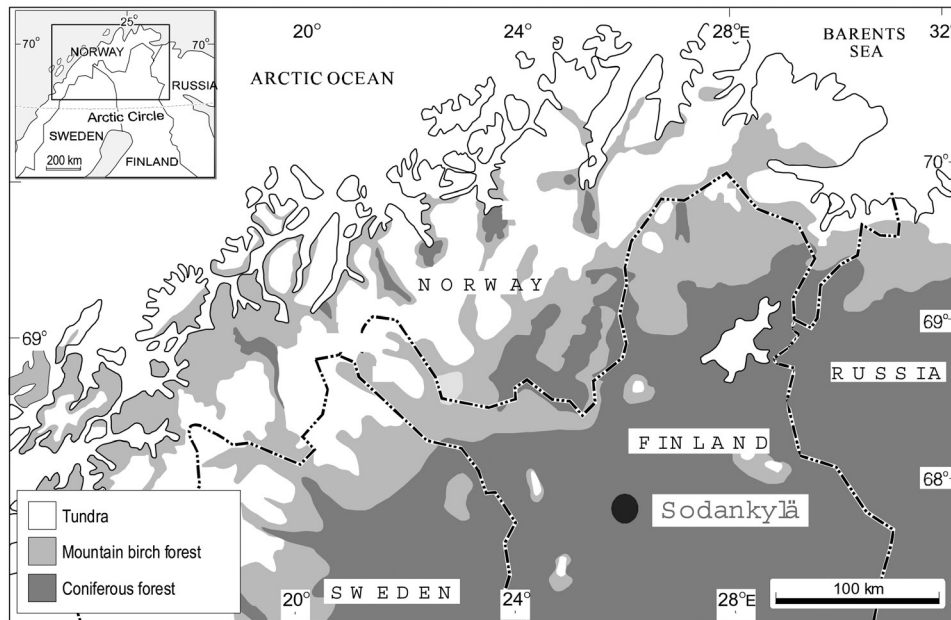 25°
70°
70°
NORWAY
RUSSIA
Arctic Circle
SWEDEN
FINLAND
200 km
20°
24°
28°E
32°
BARENTS
SEA
ARCTIC OCEAN
70°
NORWAY
69°
69°
RUSSIA
FINLAND
68°
Sodankylä
Tundra
Mountain birch forest
Coniferous forest
SWEDEN
20°
24°
28°E
100 km